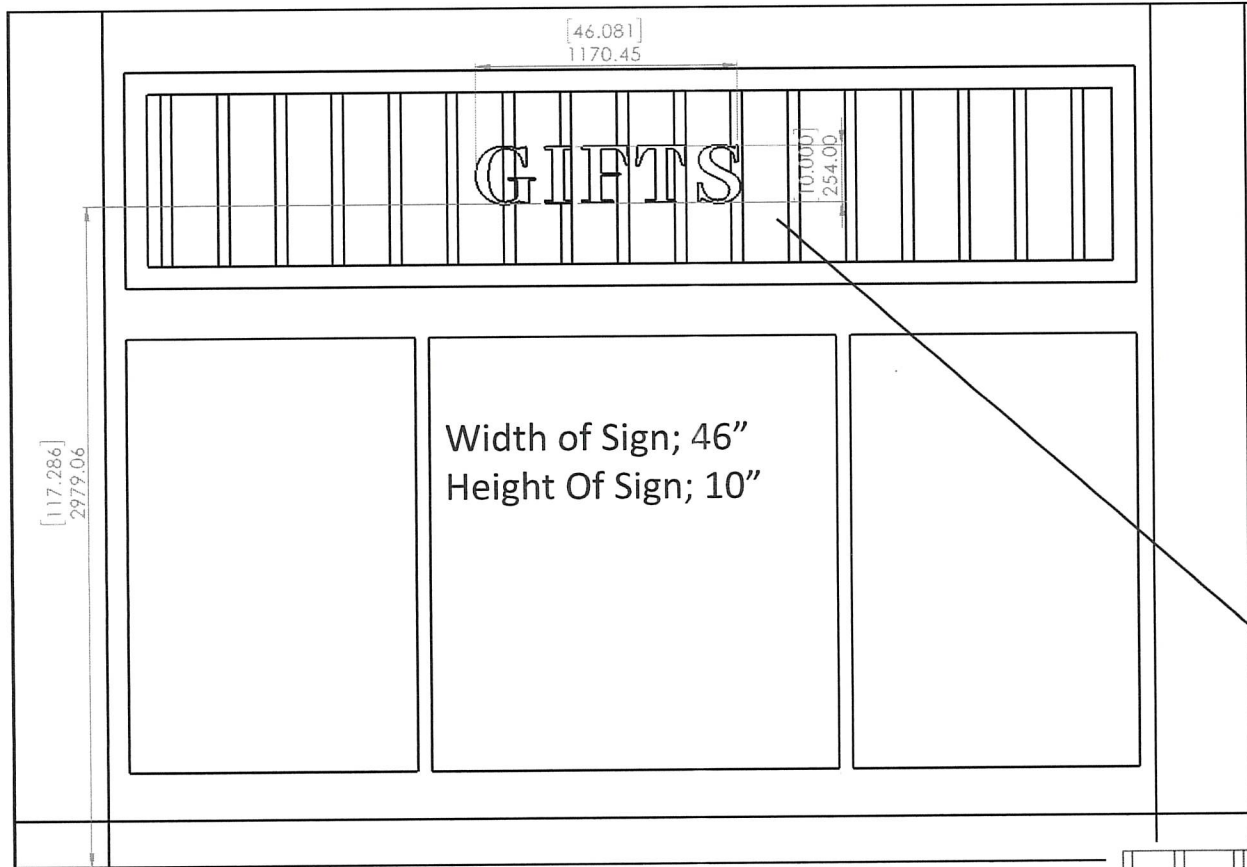 [46.081]
1170.45
GIFTS
[10.000]
254.00
Width of Sign; 46”
Height Of Sign; 10”
[117.286]
2979.06